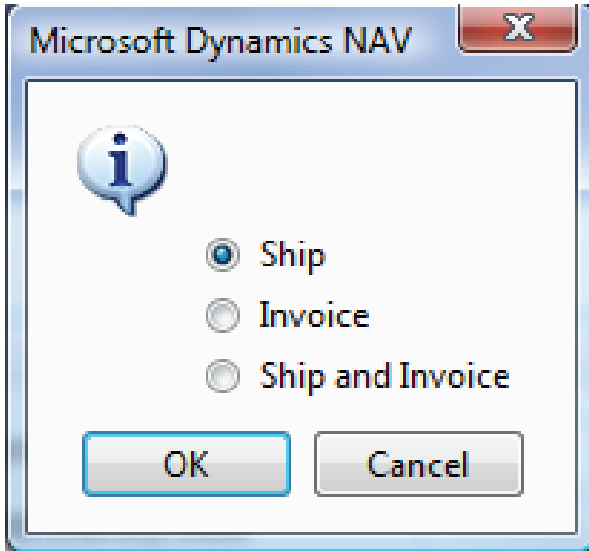 Microsoft Dynamics NAV
Ship
Invoice
Ship and Invoice
OK
Cancel